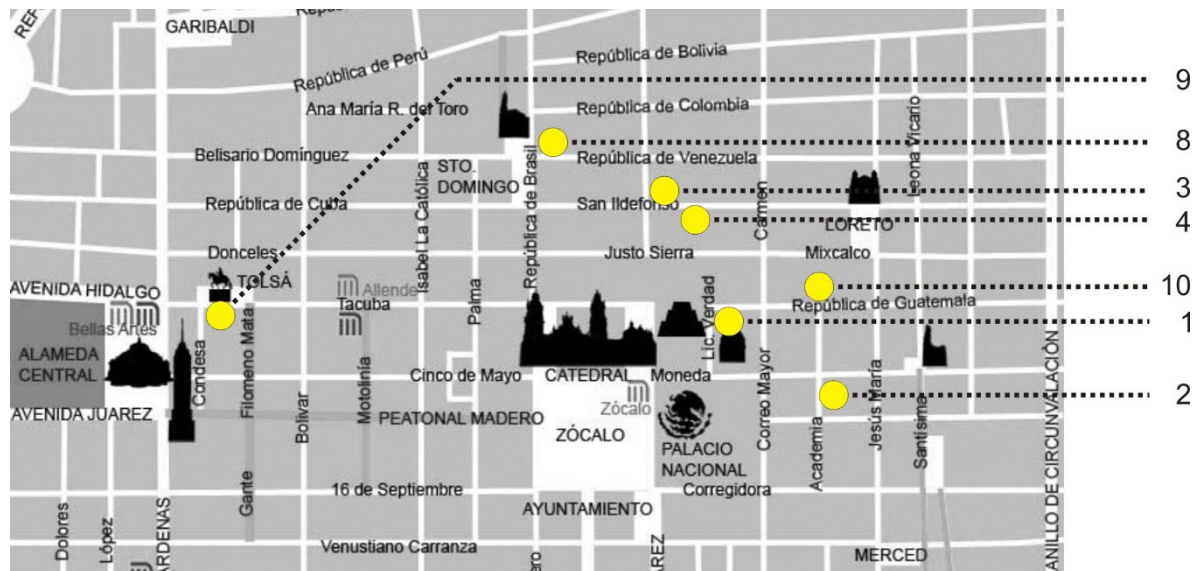 GARIBALDI
República de Perú
República de Bolivia
9
Ana María R. del Toro
República de Colombia
Leona Vicario
8
Belisario Domínguez
República de Venezuela
Isabel La Católica
STO.
DOMINGO
República de Brasil
3
República de Cuba
San Ildefonso
Carmen
4
LORETO
Donceles
Justo Sierra
Mixcalco
TOLSÁ
Allende
AVENIDA HIDALGO
10
Tacuba
Palma
República de Guatemala
Lic. Verdad
1
Bellas Artes
ALAMEDA
CENTRAL
Condesa
Filomeno Mata
Motolinía
Cinco de Mayo
CATEDRAL
Moneda
Zócalo
Correo Mayor
Jesús María
2
AVENIDA JUAREZ
Bolivar
PEATONAL MADERO
ZÓCALO
PALACIO
NACIONAL
Academia
Santísima
ANILLO DE CIRCUNVALACIÓN
Gante
16 de Septiembre
Corregidora
AYUNTAMIENTO
Dolores
López
Venustiano Carranza
MERCED